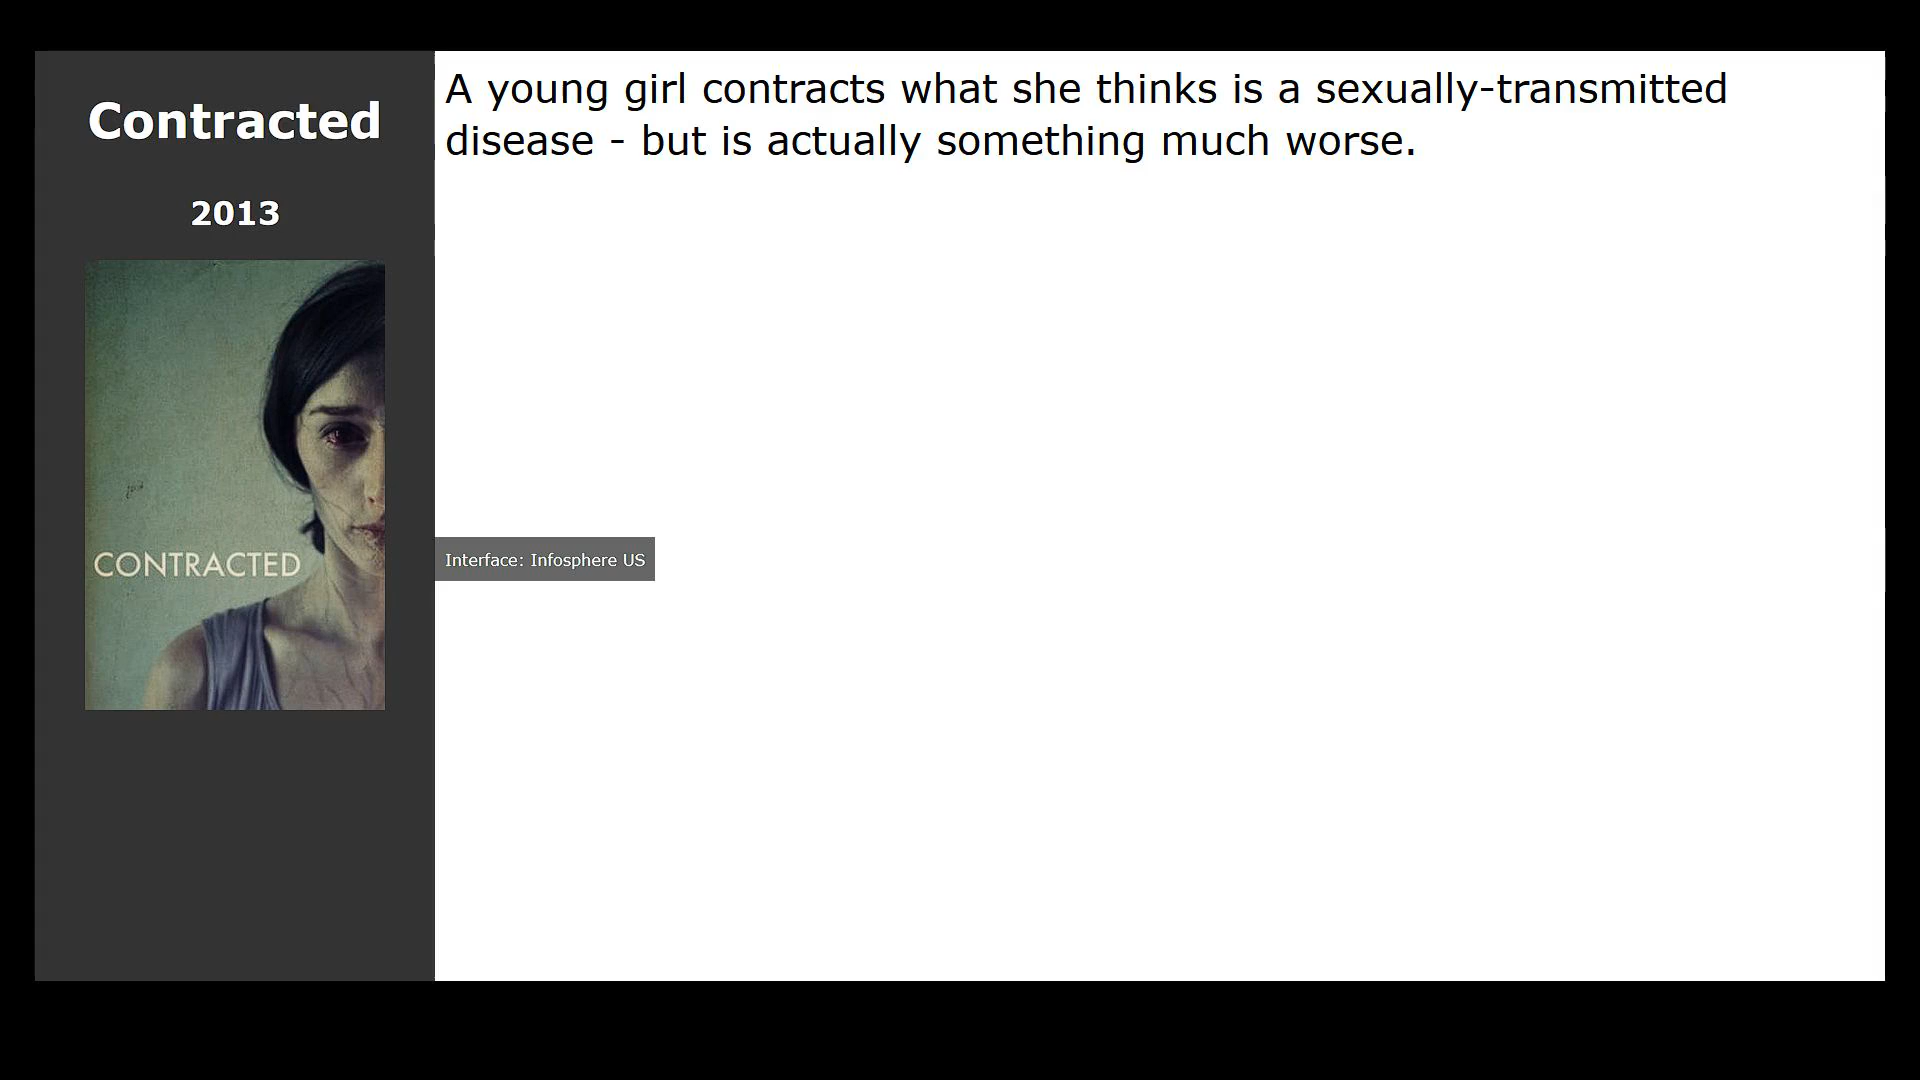 Contracted
2013
CONTRACTED
A young girl contracts what she thinks is a sexually-transmitted
disease - but is actually something much worse.
Interface: Infosphere US